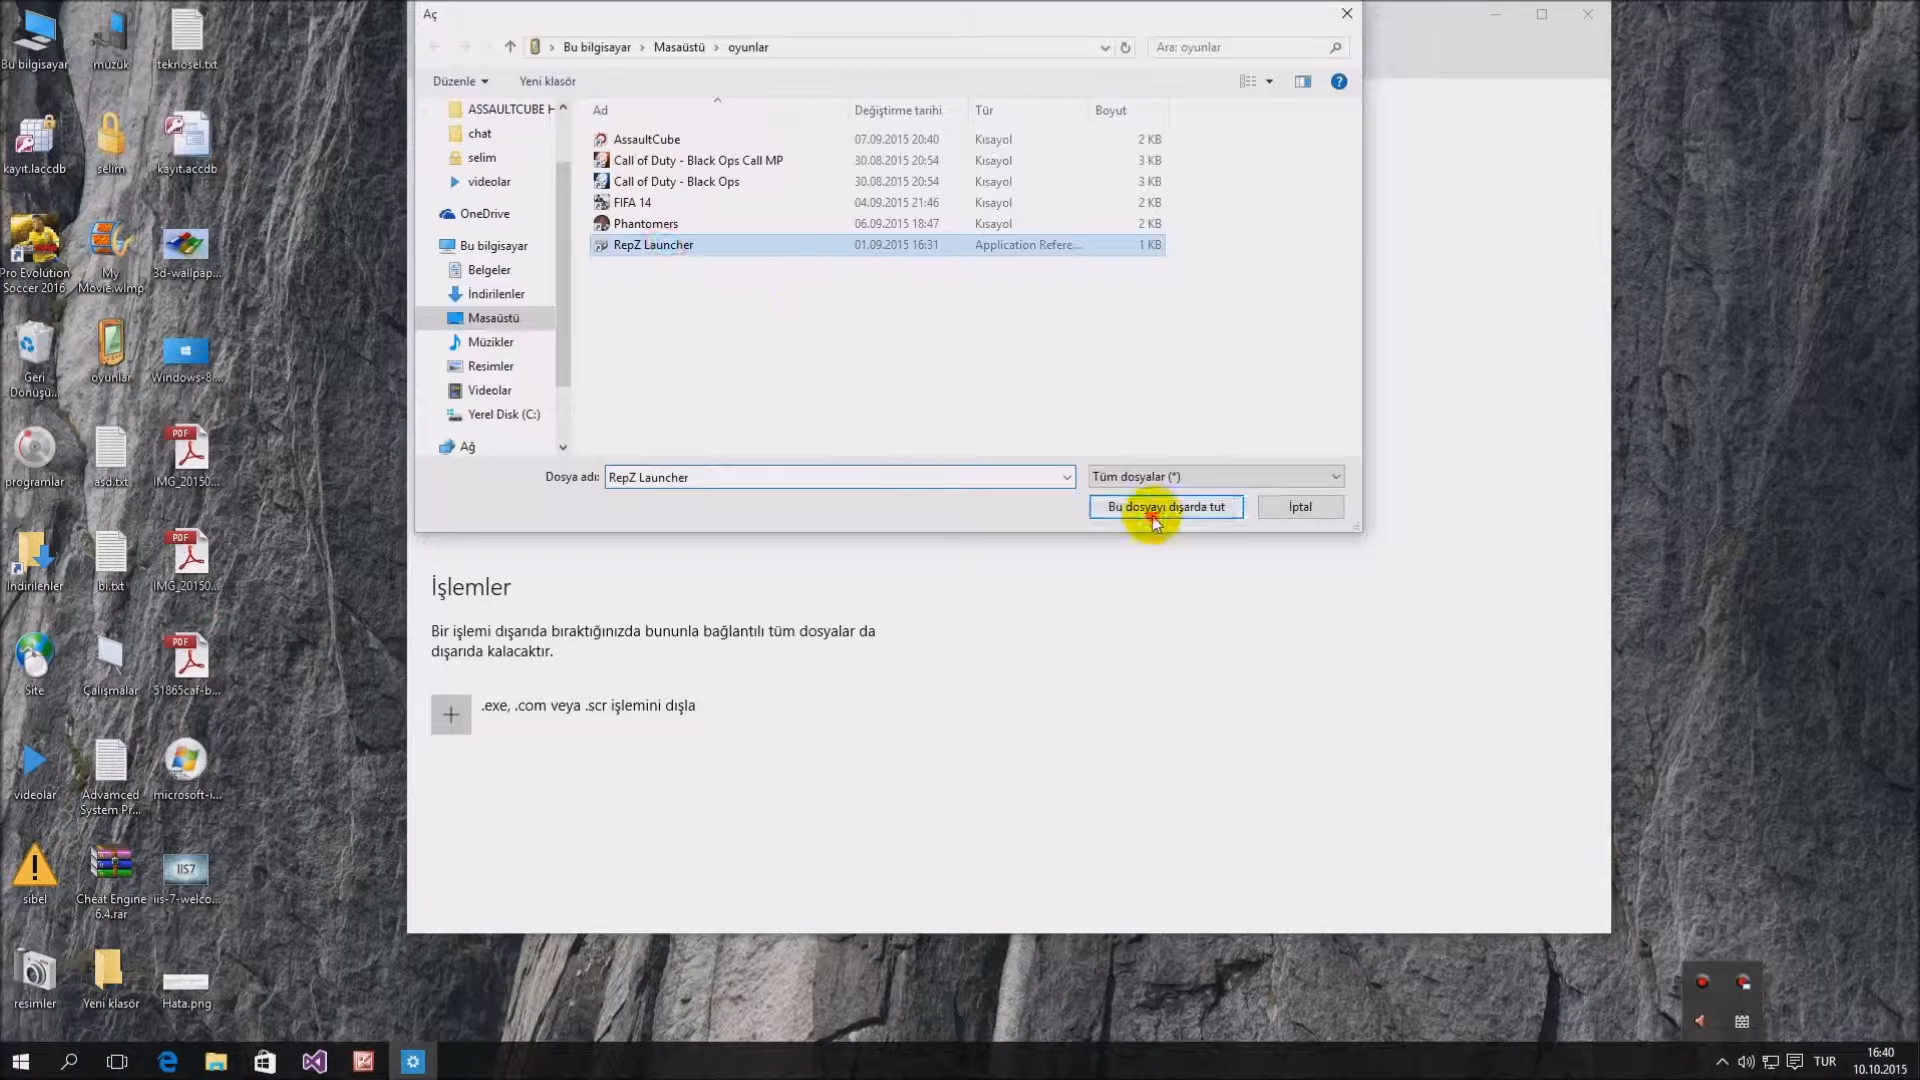 Aç
Bu bilgisayar
Masaüstü
oyunlar
Ara: oyunlar
Düzenle
Yeni klasör
ASSAULTCUBE H
chat
selim
videolar
OneDrive
Bu bilgisayar
Belgeler
İndirilenler
Masaüstü
Müzikler
Resimler
Videolar
Yerel Disk (C:)
Ağ
Ad Değiştirme tarihi Tür Boyut
AssaultCube 07.09.2015 20:40 Kısayol 2 KB
Call of Duty - Black Ops Call MP 30.08.2015 20:54 Kısayol 3 KB
Call of Duty - Black Ops 30.08.2015 20:54 Kısayol 3 KB
FIFA 14 04.09.2015 21:46 Kısayol 2 KB
Phantomers 06.09.2015 18:47 Kısayol 2 KB
RepZ Launcher 01.09.2015 16:31 Application Refere... 1 KB
Dosya adı: RepZ Launcher
Tüm dosyalar (*)
Bu dosyayı dışarda tut
İptal
İşlemler
Bir işlemi dışarıda bıraktığınızda bununla bağlantılı tüm dosyalar da
dışarıda kalacaktır.
.exe, .com veya .scr işlemini dışla
Bu bilgisayar
müzük
teknosel.txt
kayıt.laccdb
selim
kayıt.accdb
Pro Evolution
Soccer 2016
My
Movie.wlmp
3d-wallpap...
Geri
Dönüşü...
oyunlar
Windows-8....
programlar
asd.txt
PDF
IMG_20150...
İndirilenler
bi.txt
PDF
IMG_20150...
Site
Çalışmalar
PDF
51865caf-b...
videolar
Advamced
System Pr...
microsoft-i...
sibel
Cheat Engine
6.4.rar
IIS7
iis-7-welco...
resimler
Yeni klasör
Hata.png
TUR
16:40
10.10.2015